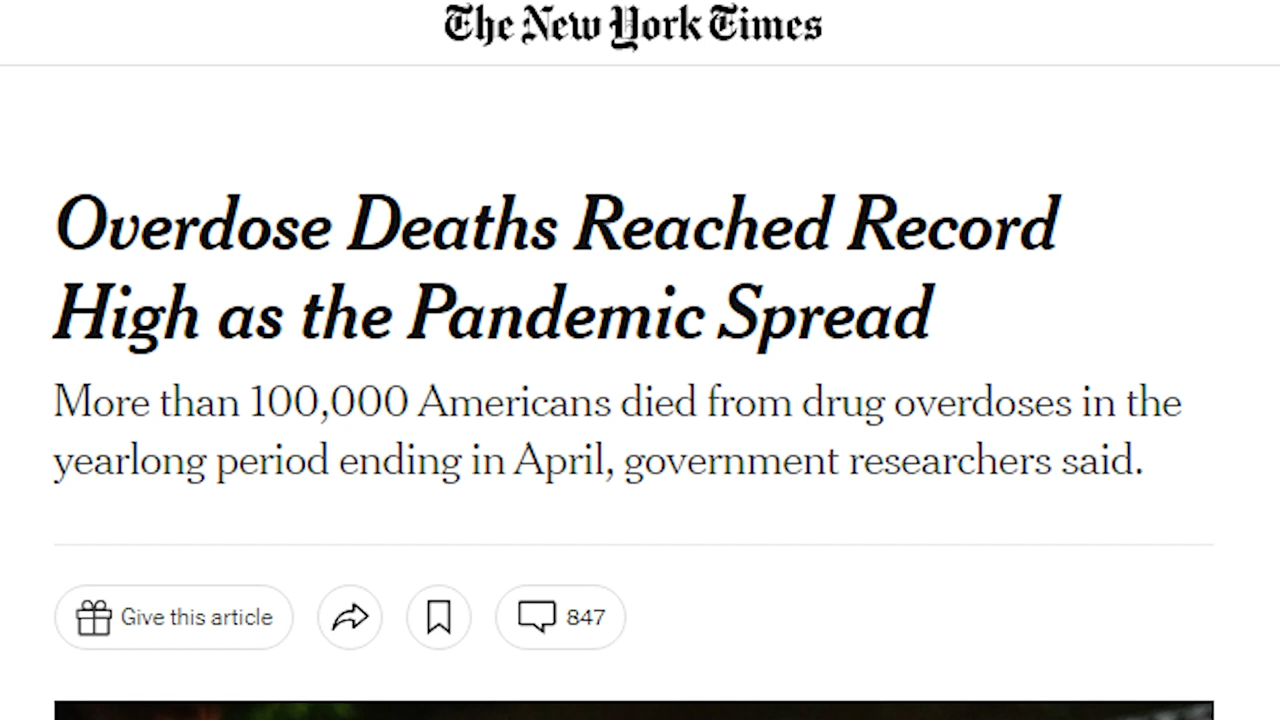 The New York Times
Overdose Deaths Reached Record
High as the Pandemic Spread
More than 100,000 Americans died from drug overdoses in the
yearlong period ending in April, government researchers said.
Give this article
847